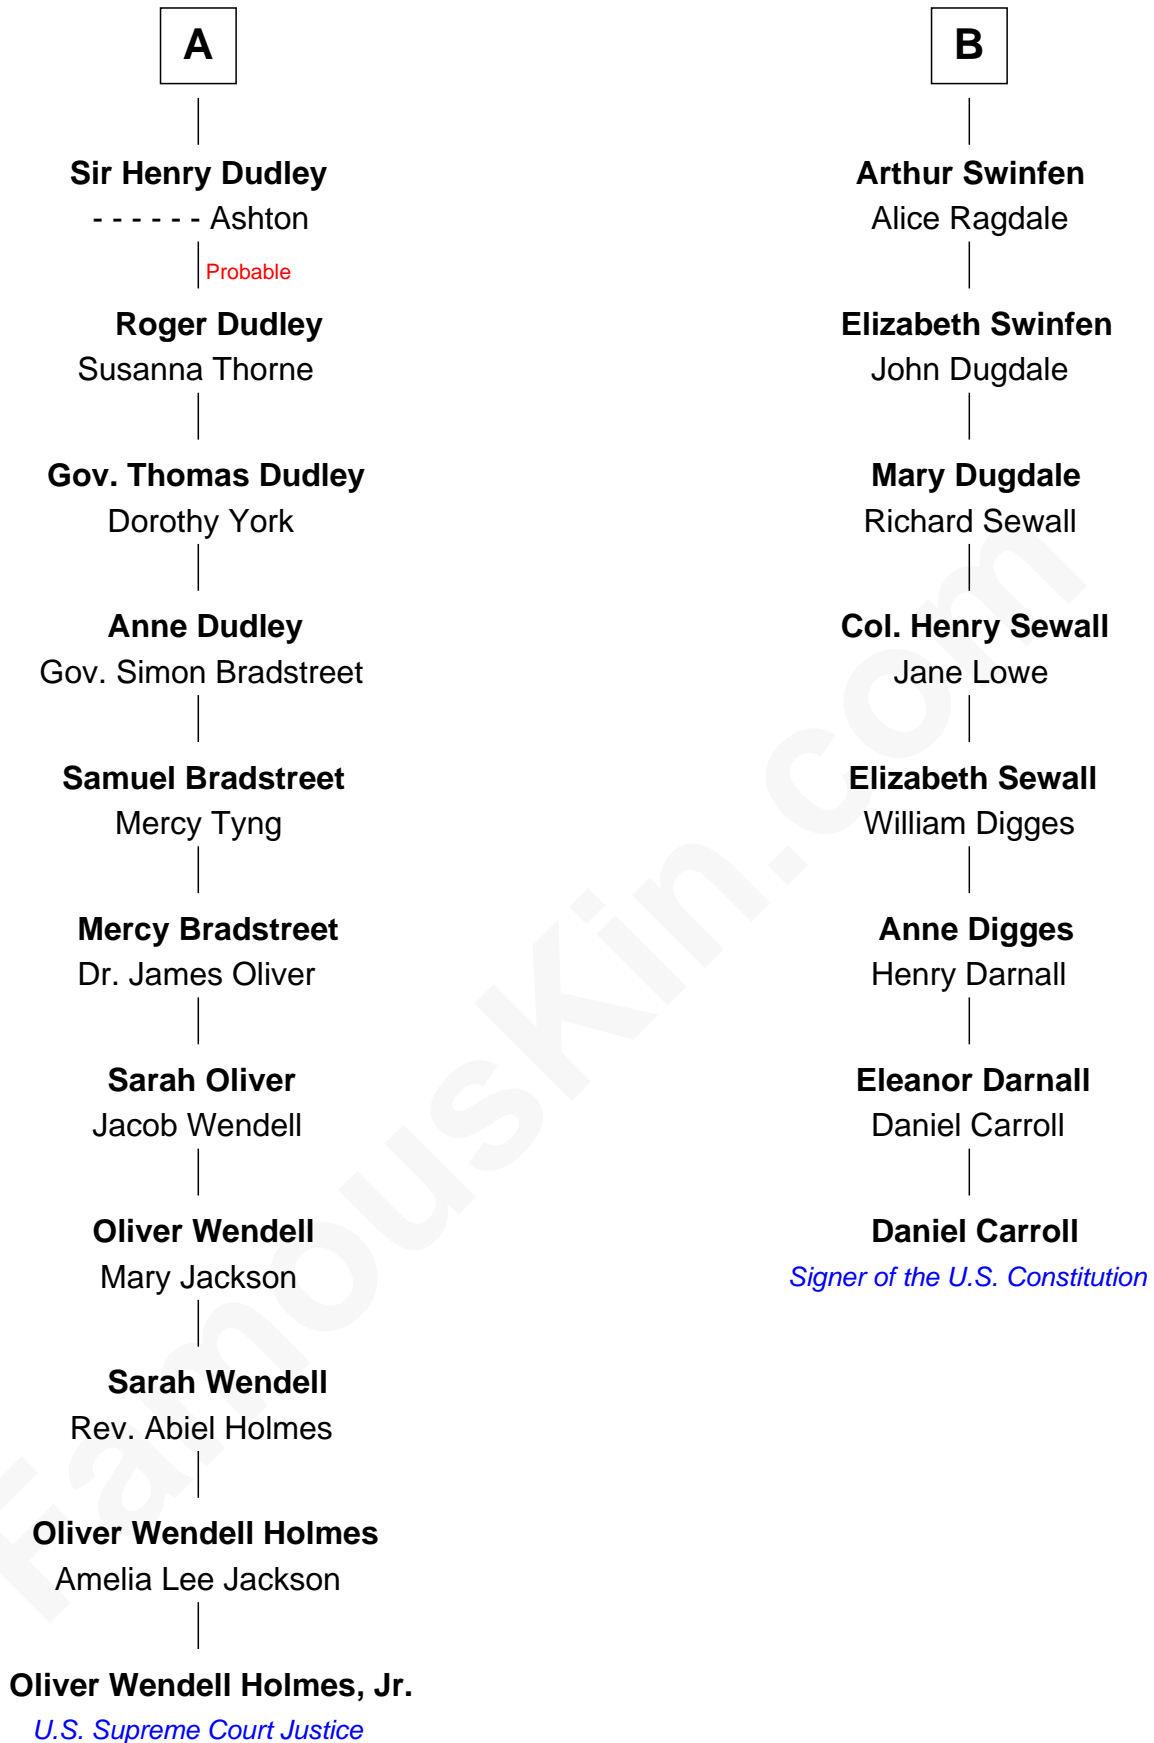 A
Sir Henry Dudley
- - - - - - Ashton
Probable
Roger Dudley
Susanna Thorne
Gov. Thomas Dudley
Dorothy York
Anne Dudley
Gov. Simon Bradstreet
Samuel Bradstreet
Mercy Tyng
Mercy Bradstreet
Dr. James Oliver
Sarah Oliver
Jacob Wendell
Oliver Wendell
Mary Jackson
Sarah Wendell
Rev. Abiel Holmes
Oliver Wendell Holmes
Amelia Lee Jackson
Oliver Wendell Holmes, Jr.
U.S. Supreme Court Justice
B
Arthur Swinfen
Alice Ragdale
Elizabeth Swinfen
John Dugdale
Mary Dugdale
Richard Sewall
Col. Henry Sewall
Jane Lowe
Elizabeth Sewall
William Digges
Anne Digges
Henry Darnall
Eleanor Darnall
Daniel Carroll
Daniel Carroll
Signer of the U.S. Constitution
FamousKin.com